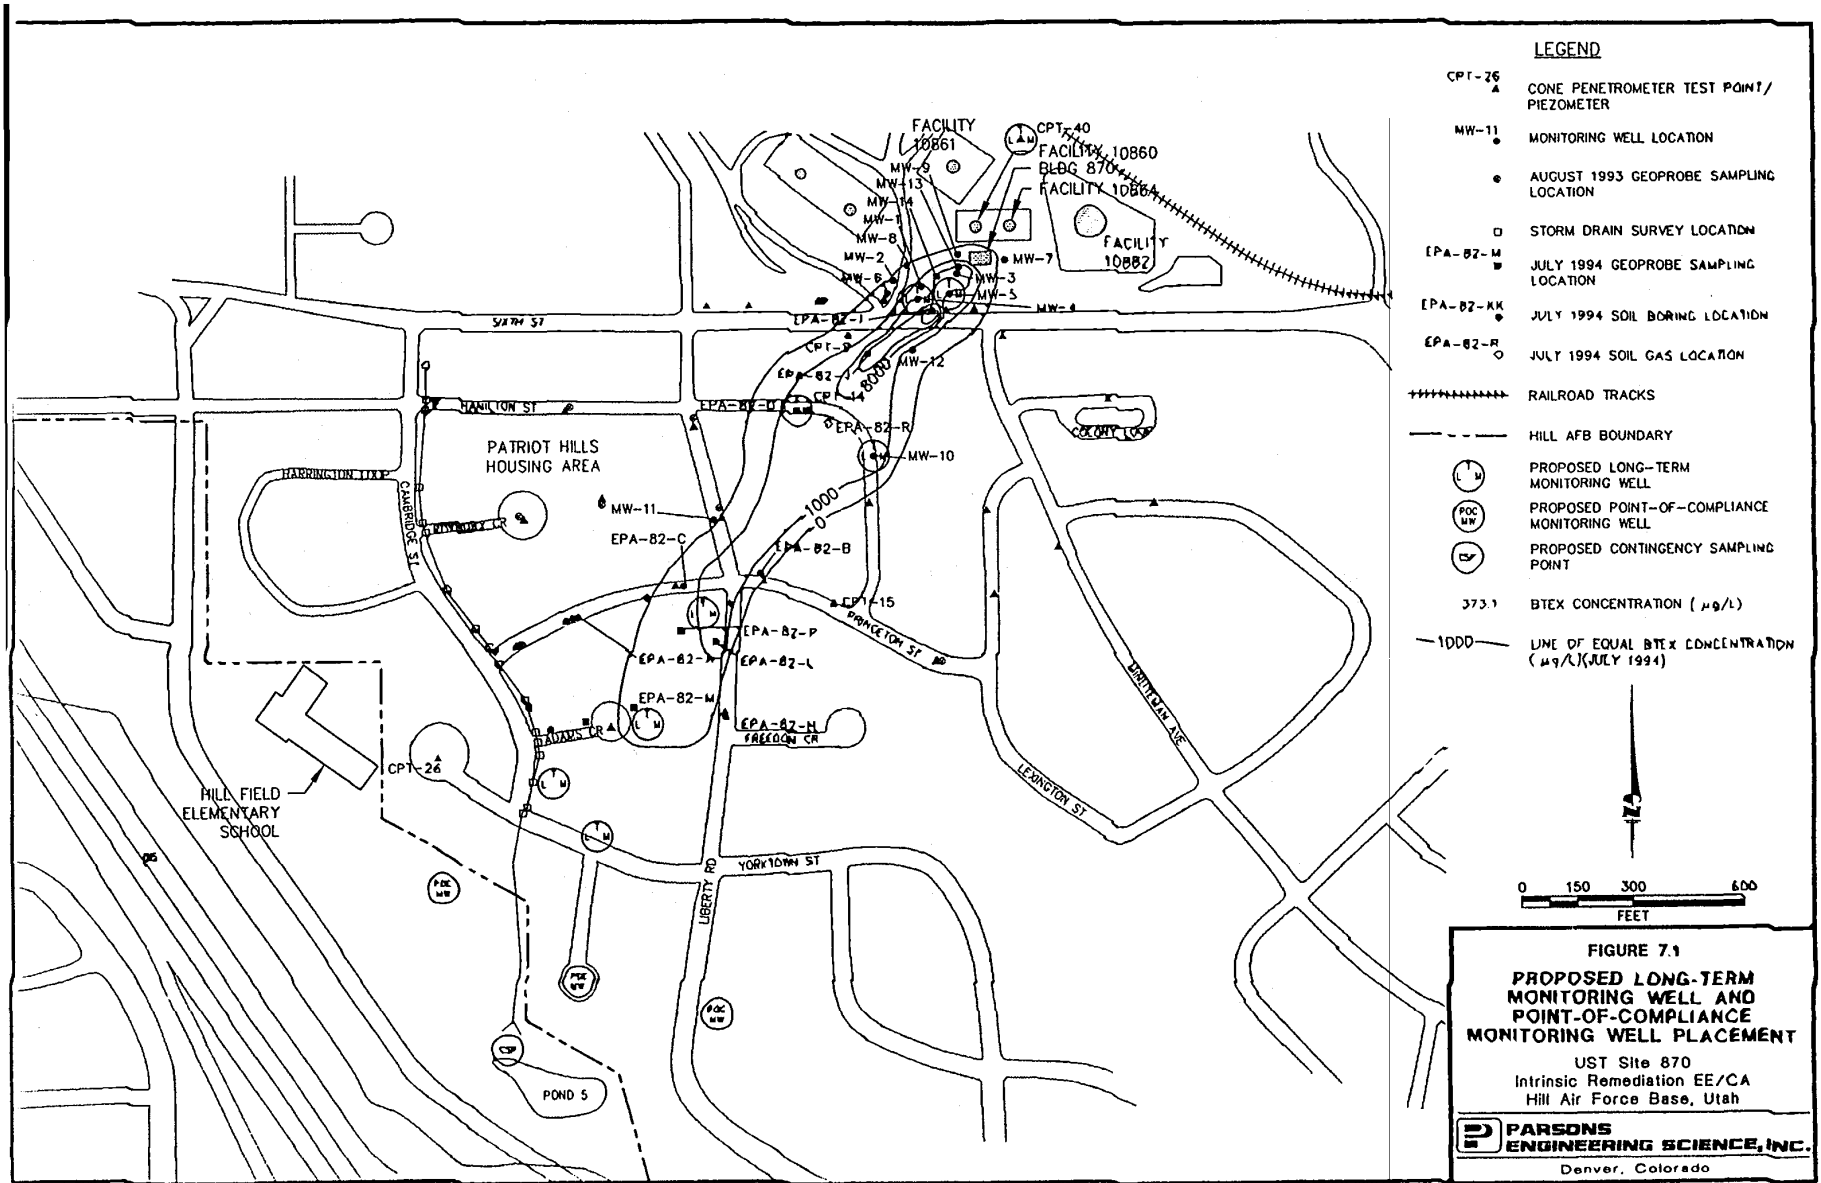 FACILITY
10861
CPT-40
FACILITY 10860
BLDG 870
MW-9
MW-13
MW-14
MW-1
MW-8
MW-2
MW-6
FACILITY
10882
MW-7
MW-3
MW-5
MW-4
SIXTH ST
EPA-82-I
CPT-9
MW-12
EPA-82-J
8000
CPT-14
HAMILTON ST
EPA-82-D
EPA-82-R
COLONY LOOP
PATRIOT HILLS
HOUSING AREA
MW-10
HARRINGTON
CAMBRIDGE ST
CR
1000
0
MW-11
EPA-82-C
EPA-82-B
CPT-15
PRINCETON ST
EPA-82-P
EPA-82-L
EPA-82-M
ADAMS CR
FREEDOM CR
MINUTEMAN AVE
LEXINGTON ST
CPT-26
HILL FIELD
ELEMENTARY
SCHOOL
YORKTOWN ST
LIBERTY RD
L T M
L T M
L T M
L T M
L T M
L T M
POC
MW
POC
MW
POC
MW
CSP
POND 5
LEGEND
CPT-26
CONE PENETROMETER TEST POINT/
PIEZOMETER
MW-11
MONITORING WELL LOCATION
AUGUST 1993 GEOPROBE SAMPLING
LOCATION
STORM DRAIN SURVEY LOCATION
EPA-82-M
JULY 1994 GEOPROBE SAMPLING
LOCATION
EPA-82-KK
JULY 1994 SOIL BORING LOCATION
EPA-82-R
JULY 1994 SOIL GAS LOCATION
RAILROAD TRACKS
HILL AFB BOUNDARY
L T M
PROPOSED LONG-TERM
MONITORING WELL
POC
MW
PROPOSED POINT-OF-COMPLIANCE
MONITORING WELL
CSP
PROPOSED CONTINGENCY SAMPLING
POINT
373.1
BTEX CONCENTRATION (µg/L)
1000
LINE OF EQUAL BTEX CONCENTRATION
(µg/L)(JULY 1994)
0 150 300 600
FEET
FIGURE 7.1
PROPOSED LONG-TERM
MONITORING WELL AND
POINT-OF-COMPLIANCE
MONITORING WELL PLACEMENT
UST Site 870
Intrinsic Remediation EE/CA
Hill Air Force Base, Utah
PARSONS
ENGINEERING SCIENCE, INC.
Denver, Colorado